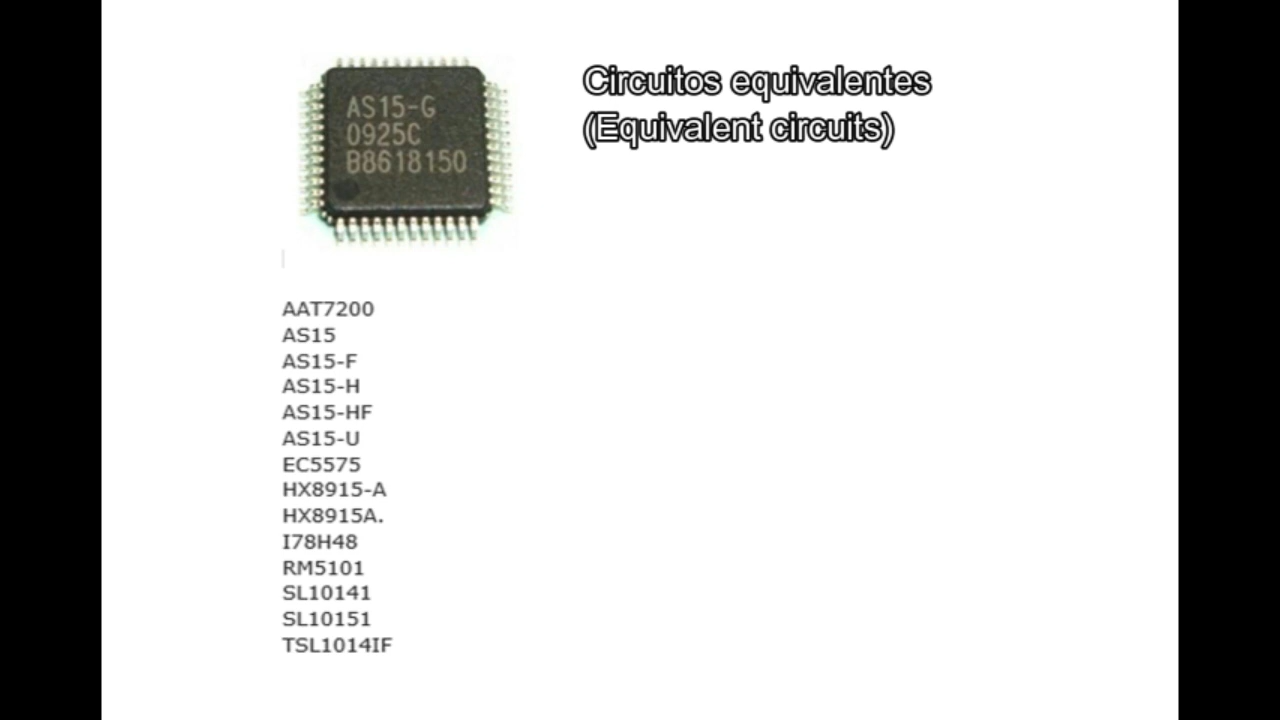 AS15-G
0925C
B8618150
Circuitos equivalentes
(Equivalent circuits)
AAT7200
AS15
AS15-F
AS15-H
AS15-HF
AS15-U
EC5575
HX8915-A
HX8915A.
I78H48
RM5101
SL10141
SL10151
TSL1014IF